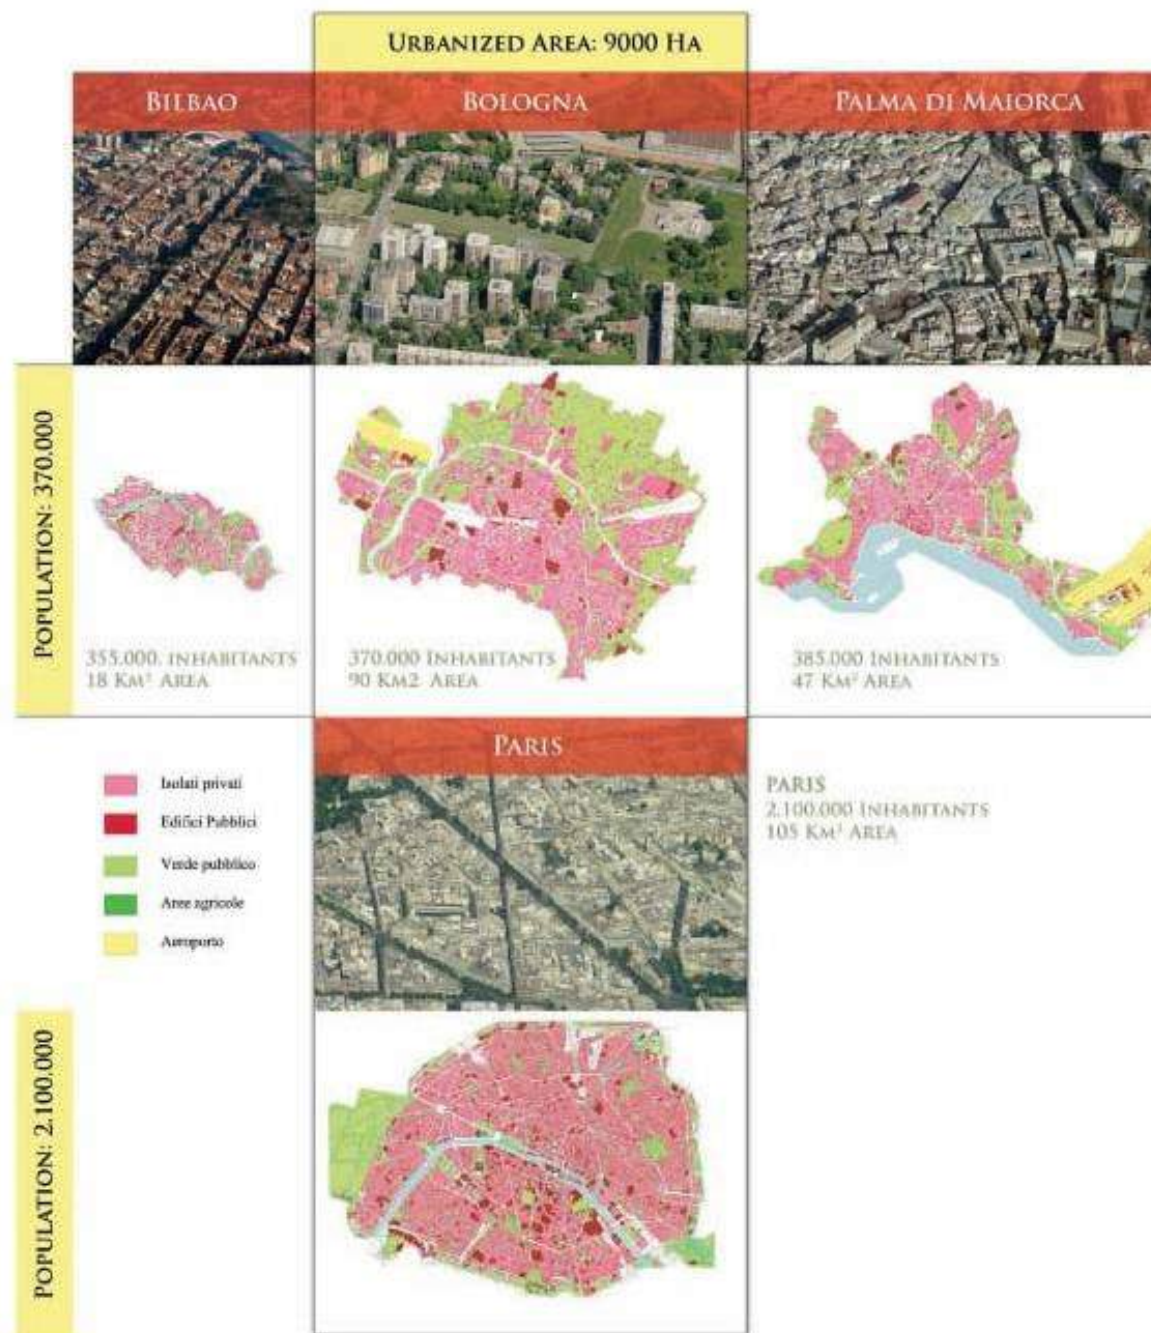 URBANIZED AREA: 9000 HA
BILBAO
BOLOGNA
PALMA DI MAIORCA
POPULATION: 370.000
355.000. INHABITANTS
18 KM² AREA
370.000 INHABITANTS
90 KM2 AREA
385.000 INHABITANTS
47 KM² AREA
PARIS
Isolati privati
Edifici Pubblici
Verde pubblico
Aree agricole
Aeroporto
PARIS
2.100.000 INHABITANTS
105 KM² AREA
POPULATION: 2.100.000